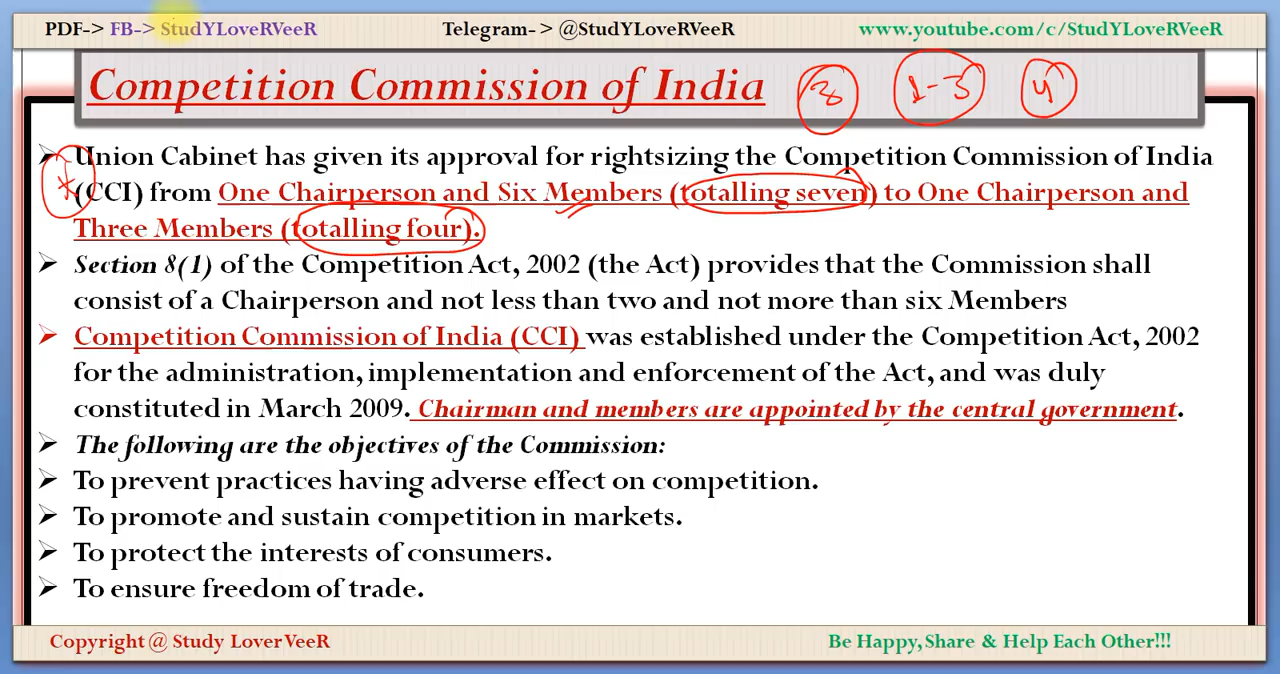 PDF-> FB-> StudYLoveRVeeR Telegram- > @StudYLoveRVeeR www.youtube.com/c/StudYLoveRVeeR
Competition Commission of India 1-3 4
Union Cabinet has given its approval for rightsizing the Competition Commission of India
(CCI) from One Chairperson and Six Members (totalling seven) to One Chairperson and
Three Members (totalling four).
Section 8(1) of the Competition Act, 2002 (the Act) provides that the Commission shall
consist of a Chairperson and not less than two and not more than six Members
Competition Commission of India (CCI) was established under the Competition Act, 2002
for the administration, implementation and enforcement of the Act, and was duly
constituted in March 2009. Chairman and members are appointed by the central government.
The following are the objectives of the Commission:
To prevent practices having adverse effect on competition.
To promote and sustain competition in markets.
To protect the interests of consumers.
To ensure freedom of trade.
Copyright @ Study LoverVeeR Be Happy, Share & Help Each Other!!!